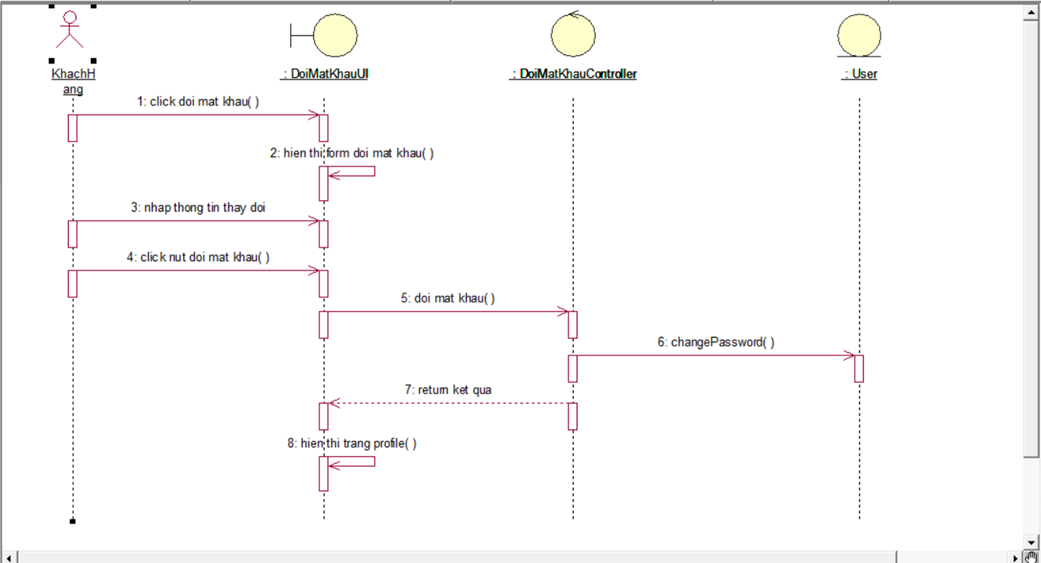 KhachH
ang
: DoiMatKhauUI
: DoiMatKhauController
: User
1: click doi mat khau( )
2: hien thi form doi mat khau( )
3: nhap thong tin thay doi
4: click nut doi mat khau( )
5: doi mat khau( )
6: changePassword( )
7: return ket qua
8: hien thi trang profile( )